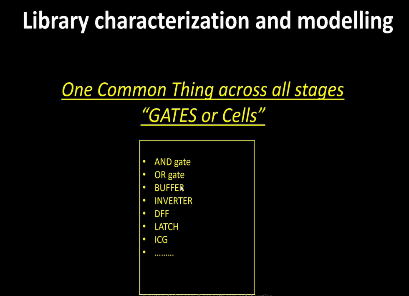 Library characterization and modelling
One Common Thing across all stages
"GATES or Cells"
• AND gate
• OR gate
• BUFFER
• INVERTER
• DFF
• LATCH
• ICG
• .........